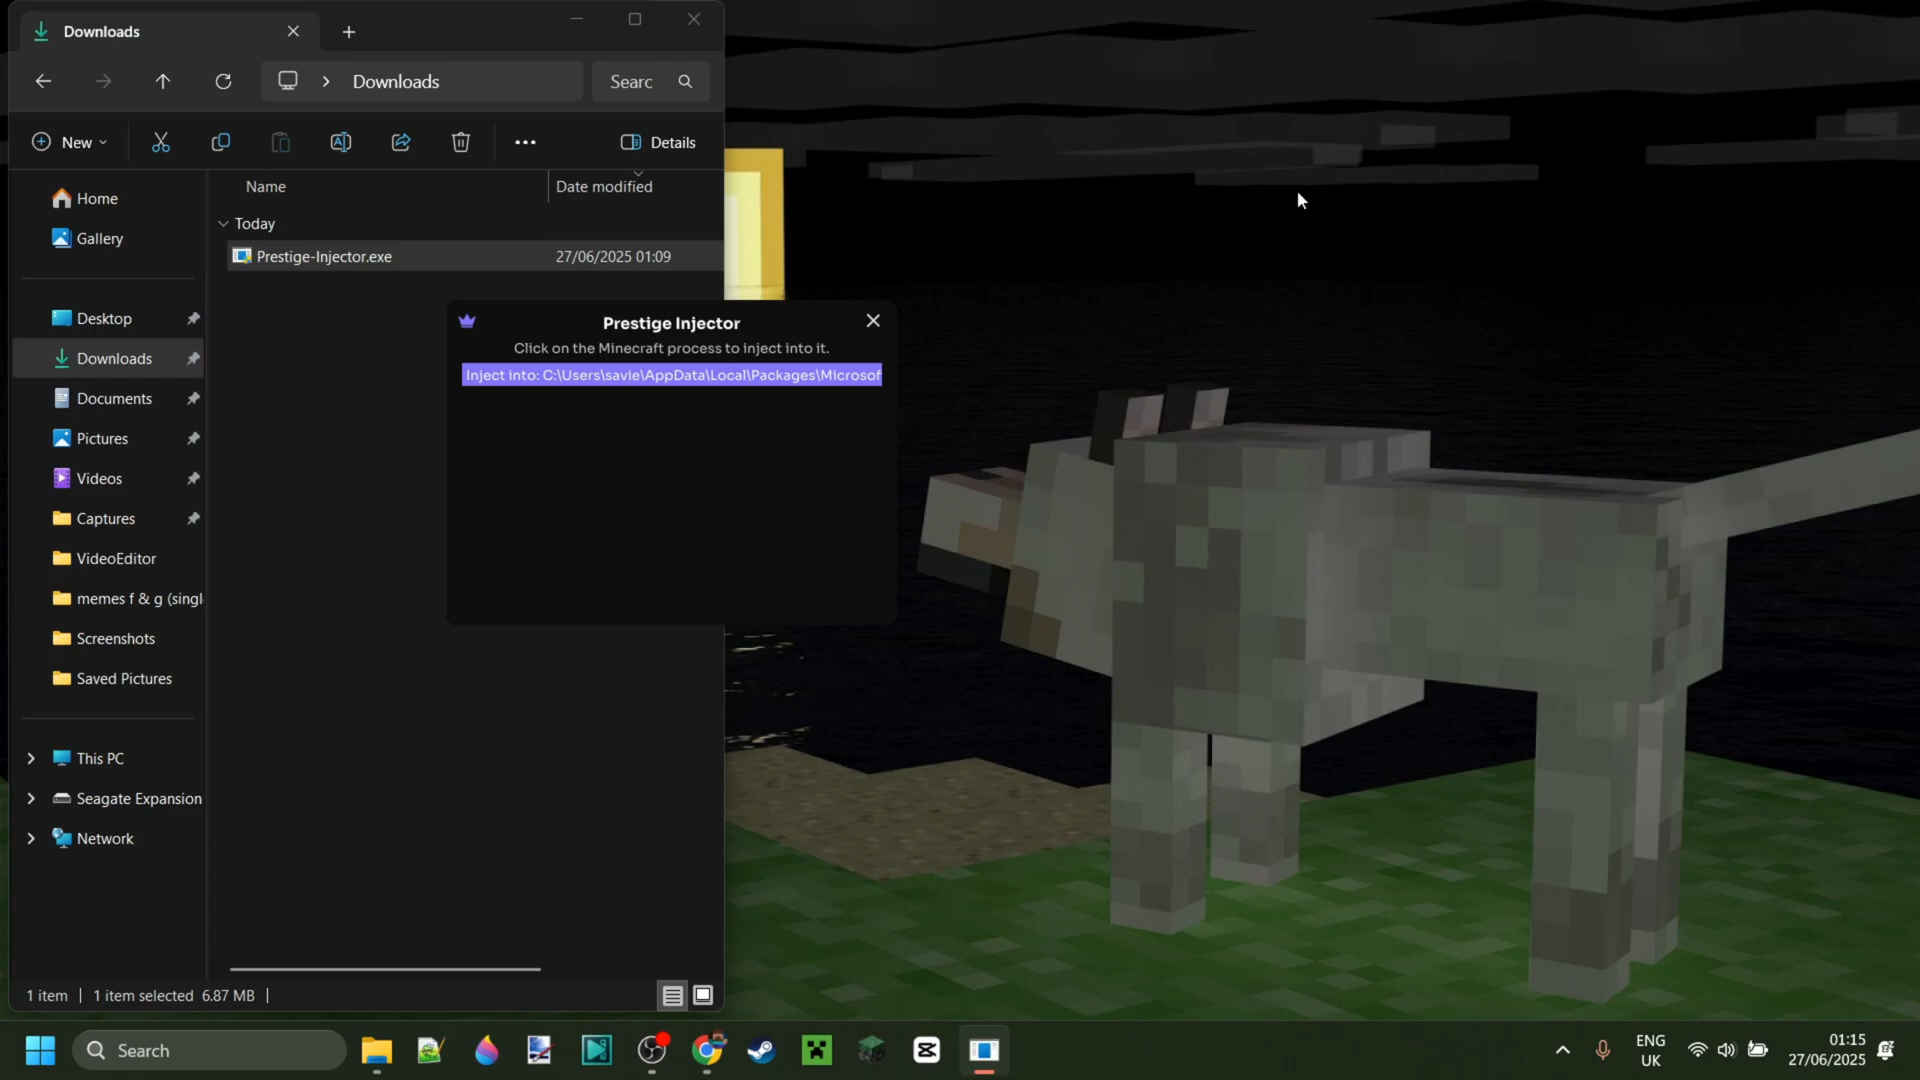 Downloads
Downloads
Searc
New
Details
Name
Date modified
Home
Today
Gallery
Prestige-Injector.exe
27/06/2025 01:09
Prestige Injector
Click on the Minecraft process to inject into it.
Inject into: C:\Users\savie\AppData\Local\Packages\Microsof
Desktop
Downloads
Documents
Pictures
Videos
Captures
VideoEditor
memes f & g (singl
Screenshots
Saved Pictures
This PC
Seagate Expansion
Network
1 item
1 item selected 6.87 MB
Search
ENG
UK
01:15
27/06/2025